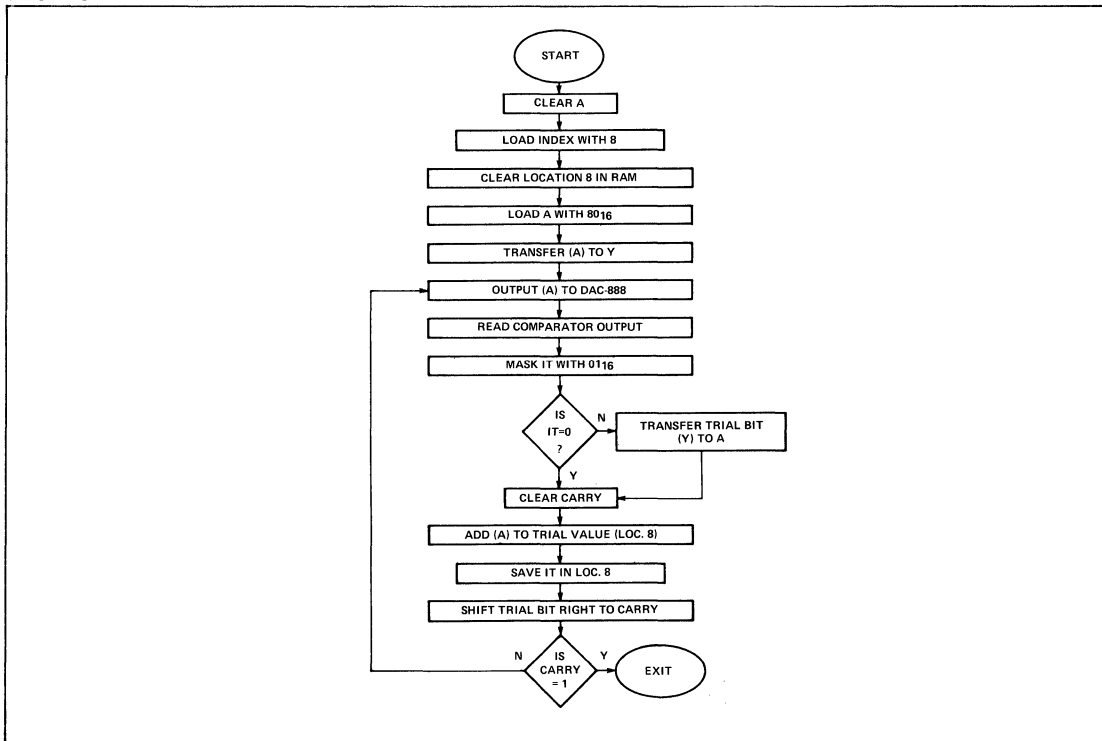 START
CLEAR A
LOAD INDEX WITH 8
CLEAR LOCATION 8 IN RAM
LOAD A WITH 80₁₆
TRANSFER (A) TO Y
OUTPUT (A) TO DAC-888
READ COMPARATOR OUTPUT
MASK IT WITH 01₁₆
IS
IT=0
?
N
TRANSFER TRIAL BIT
(Y) TO A
Y
CLEAR CARRY
ADD (A) TO TRIAL VALUE (LOC. 8)
SAVE IT IN LOC. 8
SHIFT TRIAL BIT RIGHT TO CARRY
N
IS
CARRY
= 1
Y
EXIT